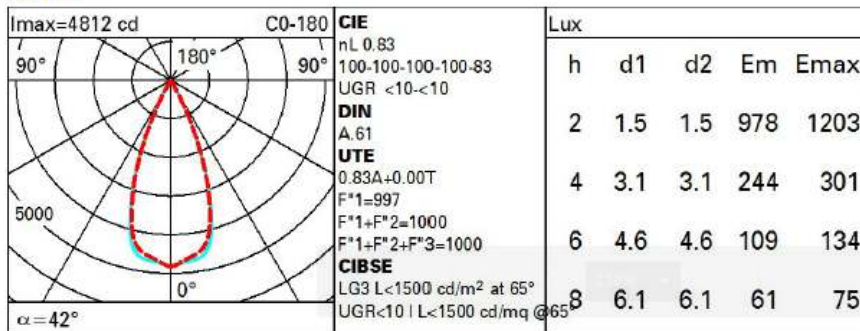 Imax=4812 cd C0-180
90° 180° 90°
5000
0°
α=42°
CIE
nL 0.83
100-100-100-100-83
UGR <10-<10
DIN
A.61
UTE
0.83A+0.00T
F"1=997
F"1+F"2=1000
F"1+F"2+F"3=1000
CIBSE
LG3 L<1500 cd/m² at 65°
UGR<10 | L<1500 cd/mq @65°
Lux
h d1 d2 Em Emax
2 1.5 1.5 978 1203
4 3.1 3.1 244 301
6 4.6 4.6 109 134
8 6.1 6.1 61 75